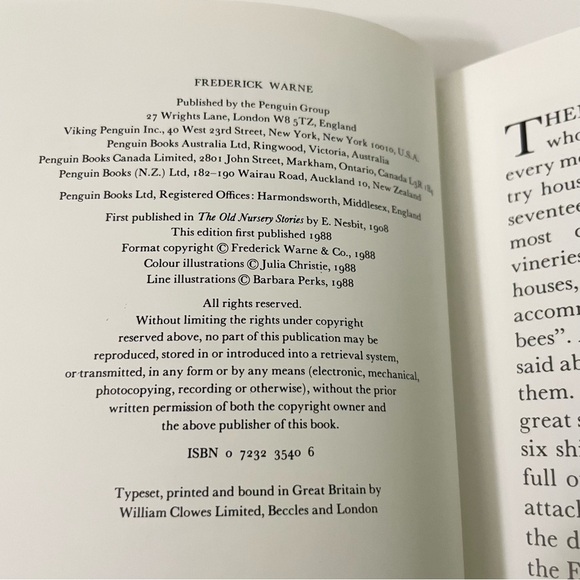 FREDERICK WARNE
Published by the Penguin Group
27 Wrights Lane, London W8 5TZ, England
Viking Penguin Inc., 40 West 23rd Street, New York, New York 10010, U.S.A.
Penguin Books Australia Ltd, Ringwood, Victoria, Australia
Penguin Books Canada Limited, 2801 John Street, Markham, Ontario, Canada L3R 1B4
Penguin Books (N.Z.) Ltd, 182–190 Wairau Road, Auckland 10, New Zealand
Penguin Books Ltd, Registered Offices: Harmondsworth, Middlesex, England
First published in The Old Nursery Stories by E. Nesbit, 1908
This edition first published 1988
Format copyright © Frederick Warne & Co., 1988
Colour illustrations © Julia Christie, 1988
Line illustrations © Barbara Perks, 1988
All rights reserved.
Without limiting the rights under copyright
reserved above, no part of this publication may be
reproduced, stored in or introduced into a retrieval system,
or transmitted, in any form or by any means (electronic, mechanical,
photocopying, recording or otherwise), without the prior
written permission of both the copyright owner and
the above publisher of this book.
ISBN 0 7232 3540 6
Typeset, printed and bound in Great Britain by
William Clowes Limited, Beccles and London
THE
who
every m
try hous
sevente
most
vineries
houses,
accom
bees".
said ab
them.
great s
six sh
full o
attac
the d
the E